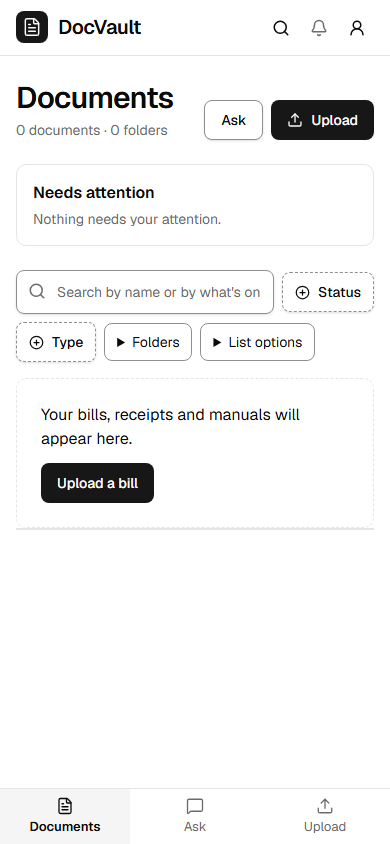 DocVault
Documents
0 documents · 0 folders
Ask
Upload
Needs attention
Nothing needs your attention.
Search by name or by what's on
Status
Type
Folders
List options
Your bills, receipts and manuals will
appear here.
Upload a bill
Documents
Ask
Upload